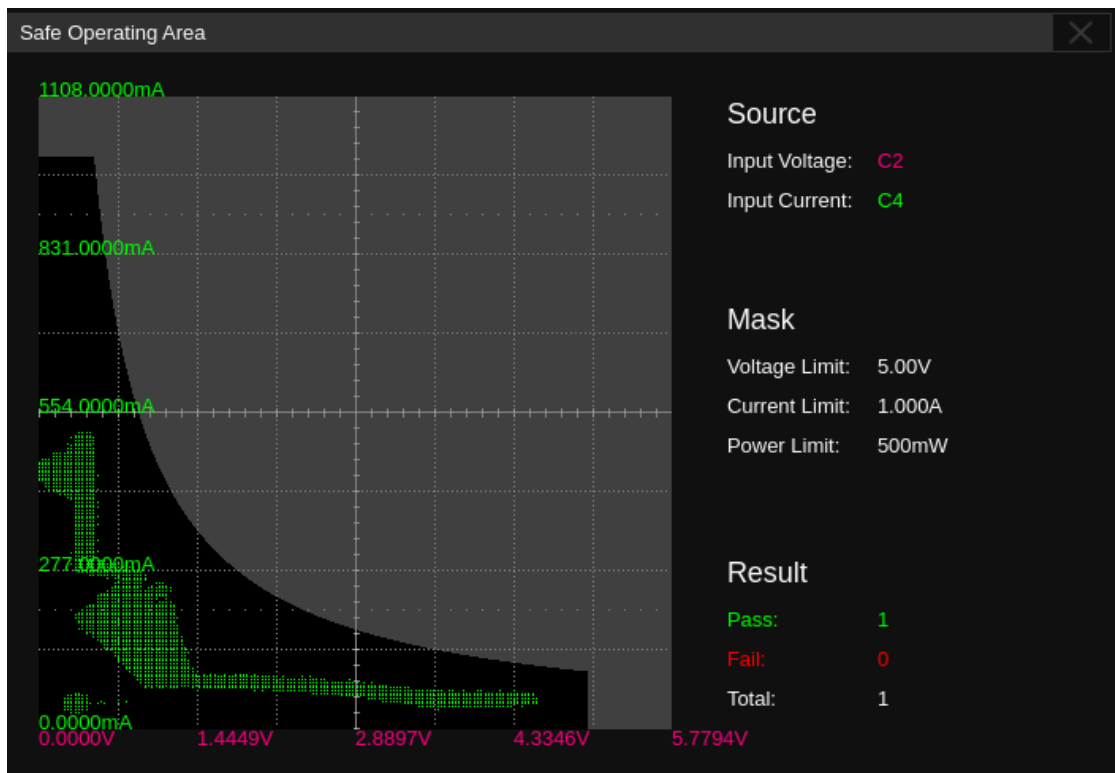 Safe Operating Area
1108.0000mA
831.0000mA
554.0000mA
277.0000mA
0.0000mA
0.0000V 1.4449V 2.8897V 4.3346V 5.7794V
Source
Input Voltage: C2
Input Current: C4
Mask
Voltage Limit: 5.00V
Current Limit: 1.000A
Power Limit: 500mW
Result
Pass: 1
Fail: 0
Total: 1